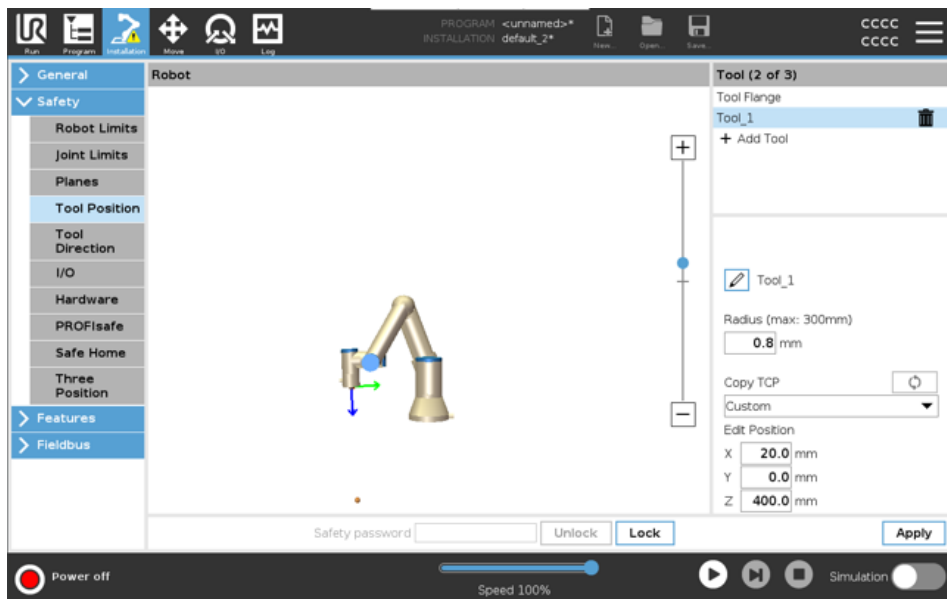 PROGRAM <unnamed>*
INSTALLATION default_2*
CCCC
CCCC
Run
Program
Installation
Move
I/O
Log
New...
Open...
Save...
General
Safety
Robot Limits
Joint Limits
Planes
Tool Position
Tool
Direction
I/O
Hardware
PROFIsafe
Safe Home
Three
Position
Features
Fieldbus
Robot
Tool (2 of 3)
Tool Flange
Tool_1
+ Add Tool
Tool_1
Radius (max: 300mm)
0.8 mm
Copy TCP
Custom
Edit Position
X 20.0 mm
Y 0.0 mm
Z 400.0 mm
Safety password
Unlock
Lock
Apply
Power off
Speed 100%
Simulation